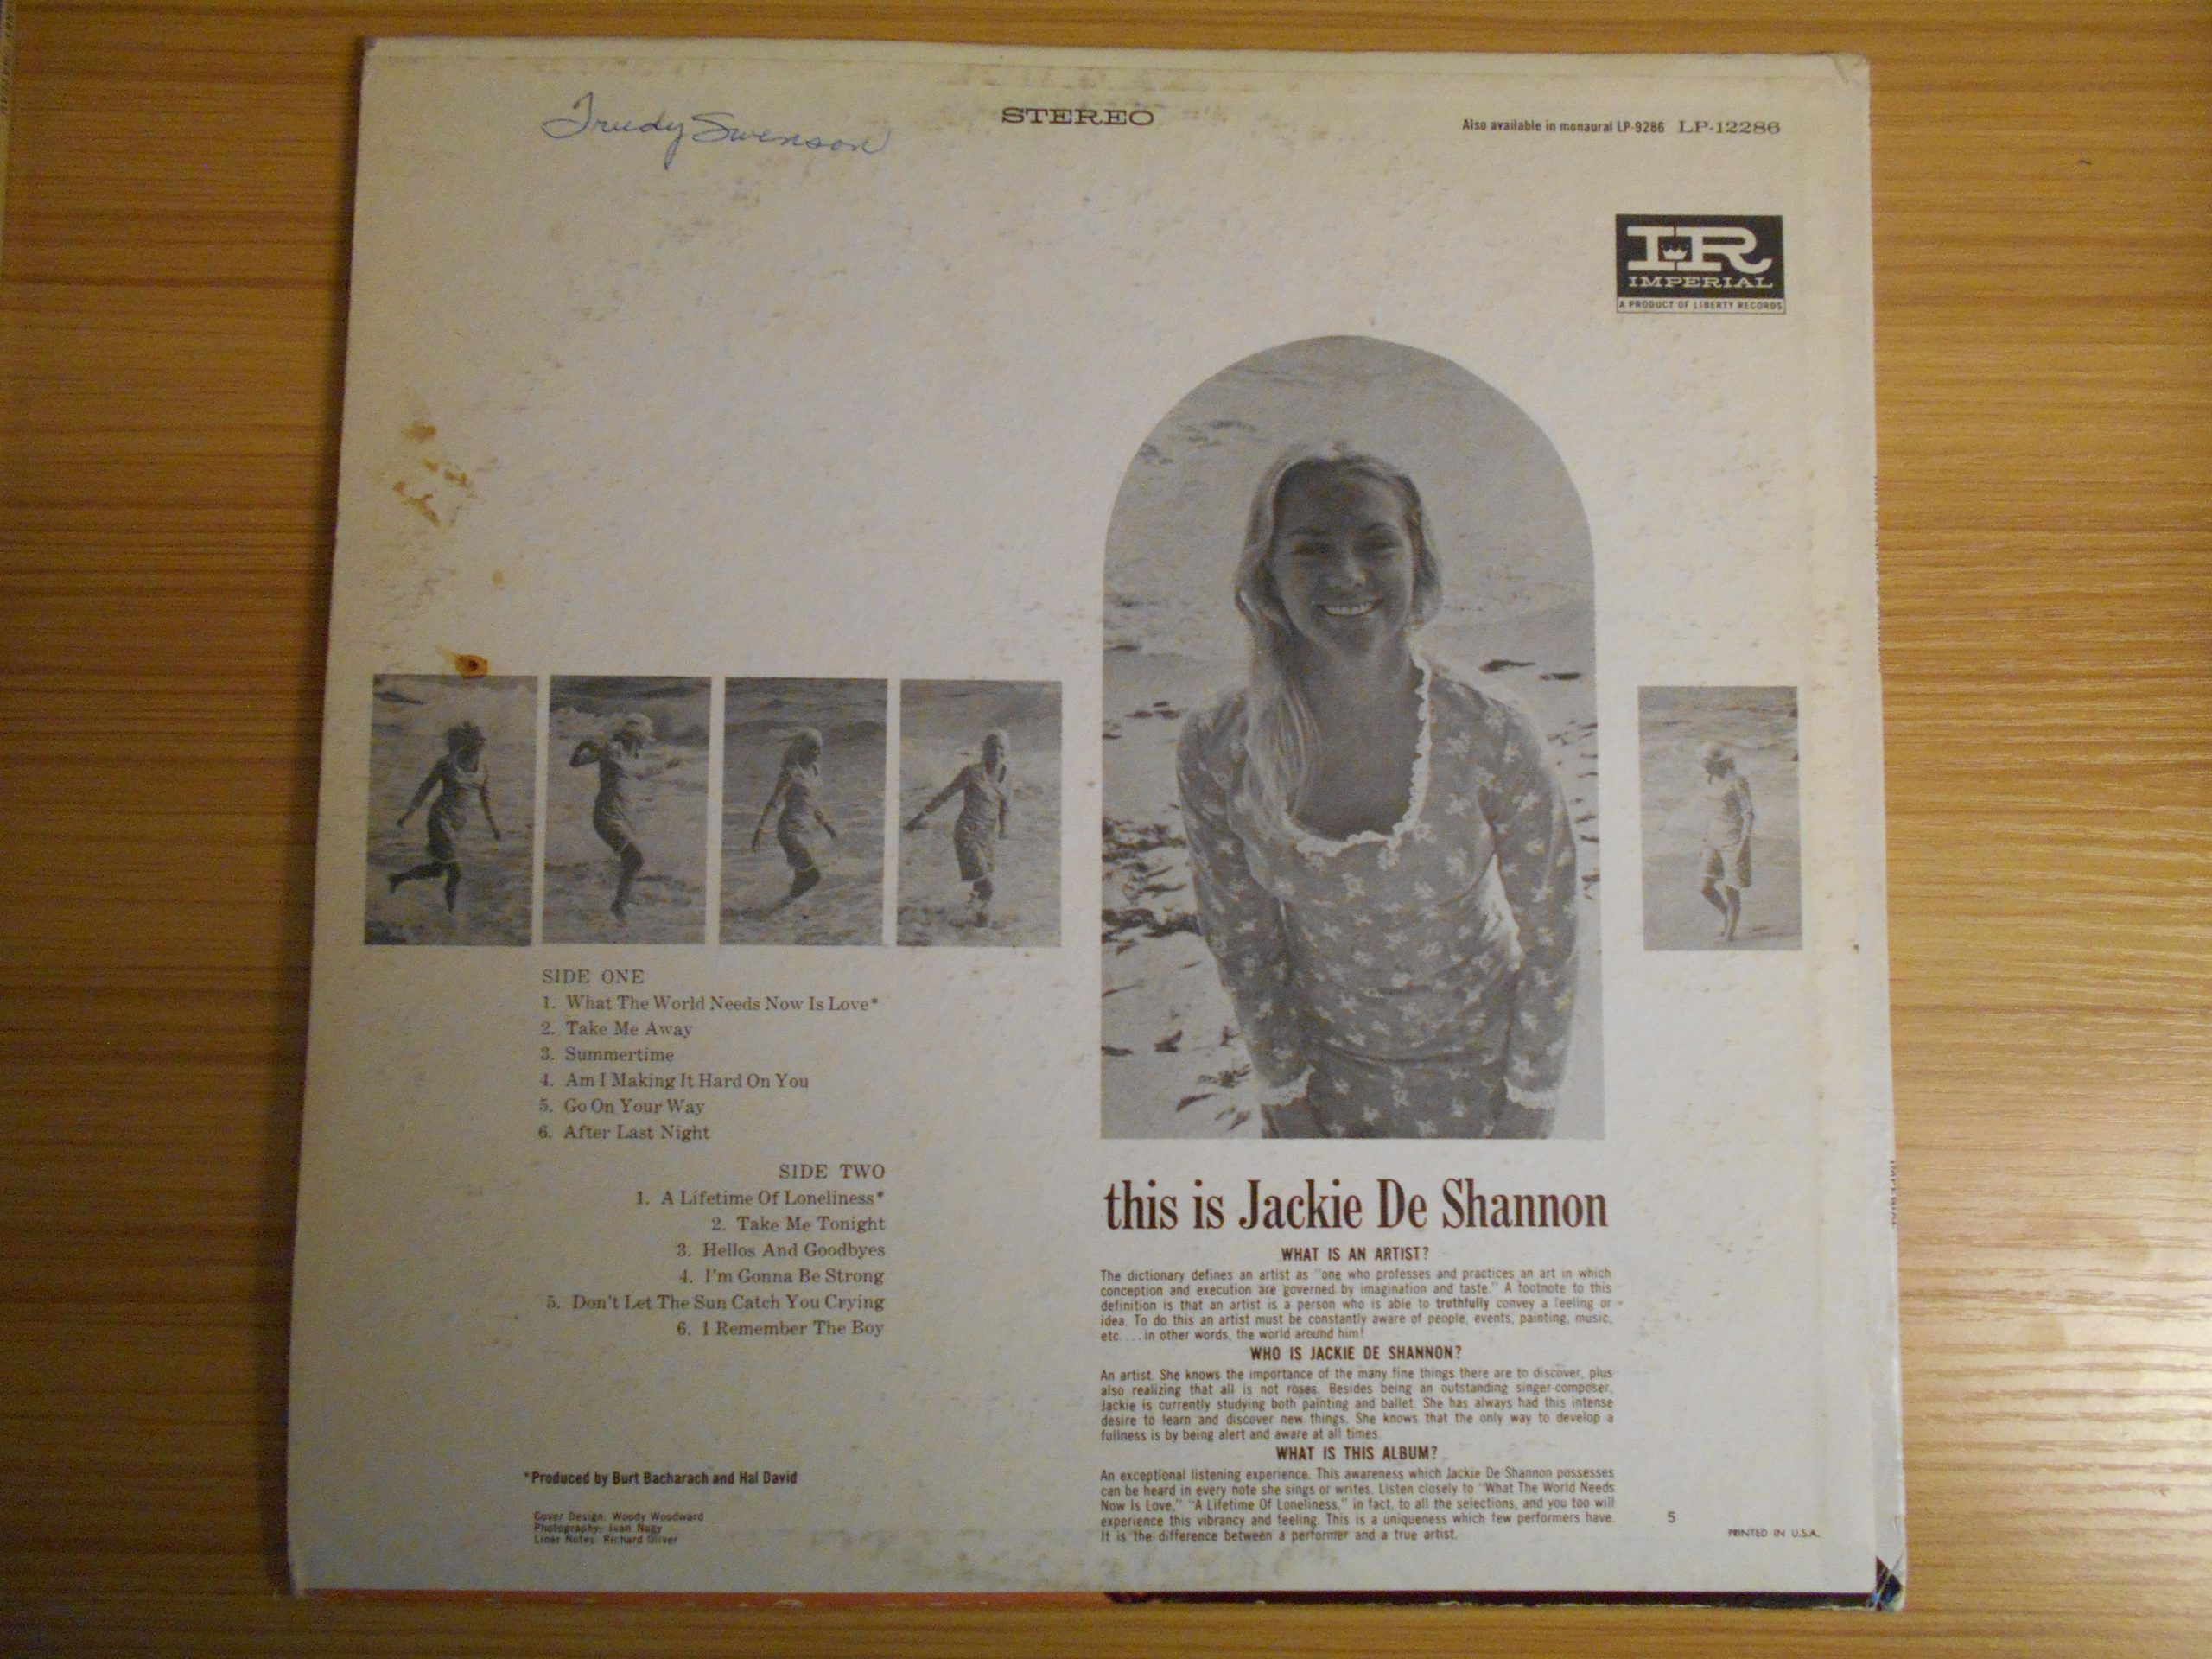 Trudy Swenson
STEREO
Also available in monaural LP-9286 LP-12286
IR
IMPERIAL
A PRODUCT OF LIBERTY RECORDS
SIDE ONE
1. What The World Needs Now Is Love*
2. Take Me Away
3. Summertime
4. Am I Making It Hard On You
5. Go On Your Way
6. After Last Night
SIDE TWO
1. A Lifetime Of Loneliness*
2. Take Me Tonight
3. Hellos And Goodbyes
4. I'm Gonna Be Strong
5. Don't Let The Sun Catch You Crying
6. I Remember The Boy
*Produced by Burt Bacharach and Hal David
Cover Design: Woody Woodward
Photography: Ivan Nagy
Liner Notes: Richard Oliver
this is Jackie De Shannon
WHAT IS AN ARTIST?
The dictionary defines an artist as "one who professes and practices an art in which
conception and execution are governed by imagination and taste." A footnote to this
definition is that an artist is a person who is able to truthfully convey a feeling or
idea. To do this an artist must be constantly aware of people, events, painting, music,
etc. . . . in other words, the world around him!
WHO IS JACKIE DE SHANNON?
An artist. She knows the importance of the many fine things there are to discover, plus
also realizing that all is not roses. Besides being an outstanding singer-composer,
Jackie is currently studying both painting and ballet. She has always had this intense
desire to learn and discover new things. She knows that the only way to develop a
fullness is by being alert and aware at all times.
WHAT IS THIS ALBUM?
An exceptional listening experience. This awareness which Jackie De Shannon possesses
can be heard in every note she sings or writes. Listen closely to "What The World Needs
Now Is Love," "A Lifetime Of Loneliness," in fact, to all the selections, and you too will
experience this vibrancy and feeling. This is a uniqueness which few performers have.
It is the difference between a performer and a true artist.
5
PRINTED IN U.S.A.